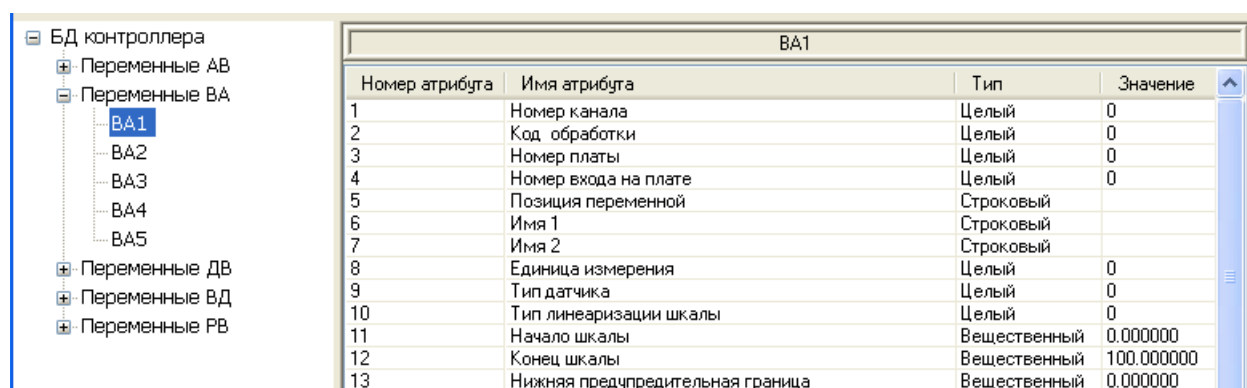 БД контроллера
Переменные АВ
Переменные ВА
ВА1
ВА2
ВА3
ВА4
ВА5
Переменные ДВ
Переменные ВД
Переменные РВ
ВА1
Номер атрибута Имя атрибута Тип Значение
1 Номер канала Целый 0
2 Код обработки Целый 0
3 Номер платы Целый 0
4 Номер входа на плате Целый 0
5 Позиция переменной Строковый
6 Имя 1 Строковый
7 Имя 2 Строковый
8 Единица измерения Целый 0
9 Тип датчика Целый 0
10 Тип линеаризации шкалы Целый 0
11 Начало шкалы Вещественный 0.000000
12 Конец шкалы Вещественный 100.000000
13 Нижняя предупредительная граница Вещественный 0.000000